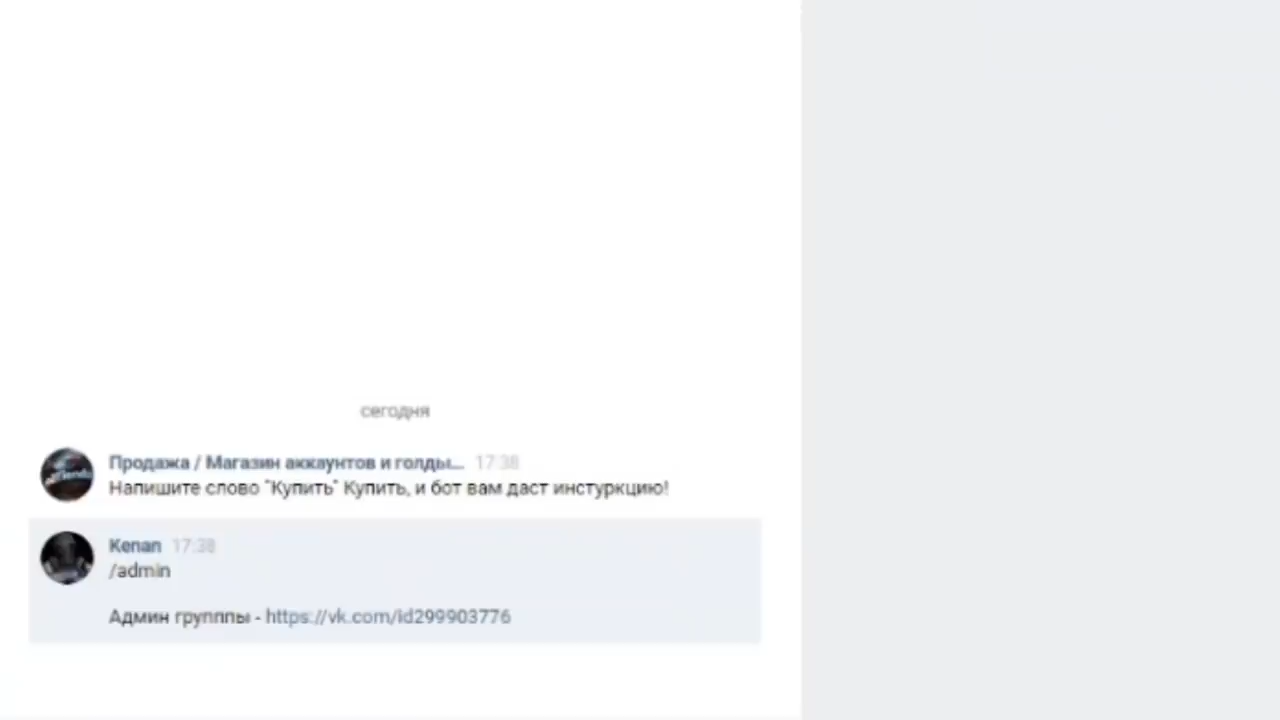 сегодня
Продажа / Магазин аккаунтов и голды... 17:38
Напишите слово "Купить" Купить, и бот вам даст инстуркцию!
Kenan 17:38
/admin
Админ групппы - https://vk.com/id299903776